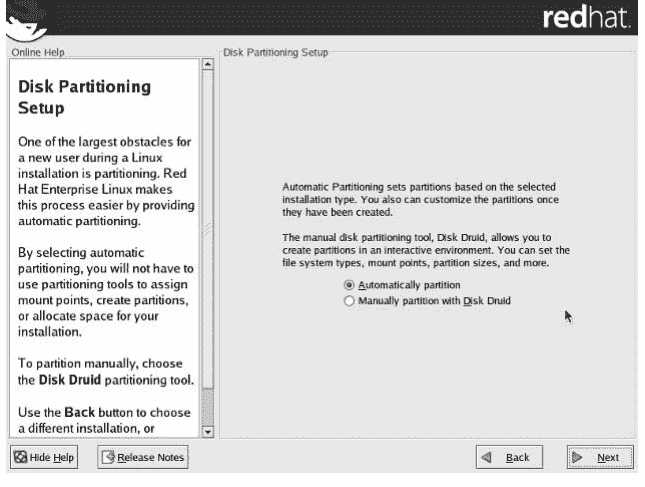 redhat.
Online Help
Disk Partitioning
Setup
One of the largest obstacles for
a new user during a Linux
installation is partitioning. Red
Hat Enterprise Linux makes
this process easier by providing
automatic partitioning.
By selecting automatic
partitioning, you will not have to
use partitioning tools to assign
mount points, create partitions,
or allocate space for your
installation.
To partition manually, choose
the Disk Druid partitioning tool.
Use the Back button to choose
a different installation, or
Disk Partitioning Setup
Automatic Partitioning sets partitions based on the selected
installation type. You also can customize the partitions once
they have been created.
The manual disk partitioning tool, Disk Druid, allows you to
create partitions in an interactive environment. You can set the
file system types, mount points, partition sizes, and more.
Automatically partition
Manually partition with Disk Druid
Hide Help
Release Notes
Back
Next